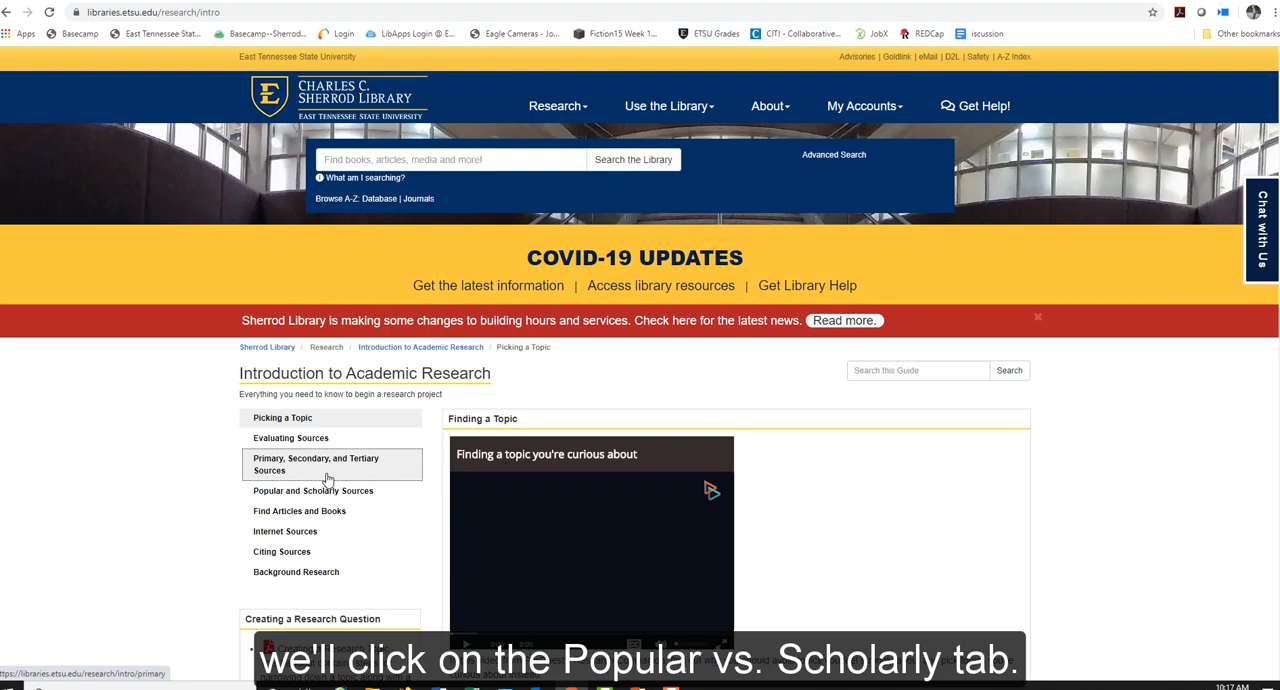 libraries.etsu.edu/research/intro
Apps Basecamp East Tennessee Stat... Basecamp--Sherrod... Login LibApps Login @ E... Eagle Cameras - Jo... Fiction15 Week 1... ETSU Grades CITI - Collaborative... JobX REDCap iscussion Other bookmarks
East Tennessee State University Advisories | Goldlink | eMail | D2L | Safety | A-Z Index
CHARLES C.
SHERROD LIBRARY
EAST TENNESSEE STATE UNIVERSITY
Research Use the Library About My Accounts Get Help!
Find books, articles, media and more! Search the Library Advanced Search
What am I searching?
Browse A-Z: Database | Journals
Chat with Us
COVID-19 UPDATES
Get the latest information | Access library resources | Get Library Help
Sherrod Library is making some changes to building hours and services. Check here for the latest news. Read more. ×
Sherrod Library / Research / Introduction to Academic Research / Picking a Topic
Introduction to Academic Research
Search this Guide Search
Everything you need to know to begin a research project
Picking a Topic
Evaluating Sources
Primary, Secondary, and Tertiary
Sources
Popular and Scholarly Sources
Find Articles and Books
Internet Sources
Citing Sources
Background Research
Finding a Topic
Finding a topic you're curious about
Creating a Research Question
we'll click on the Popular vs. Scholarly tab.
ttps://libraries.etsu.edu/research/intro/primary
10:17 AM